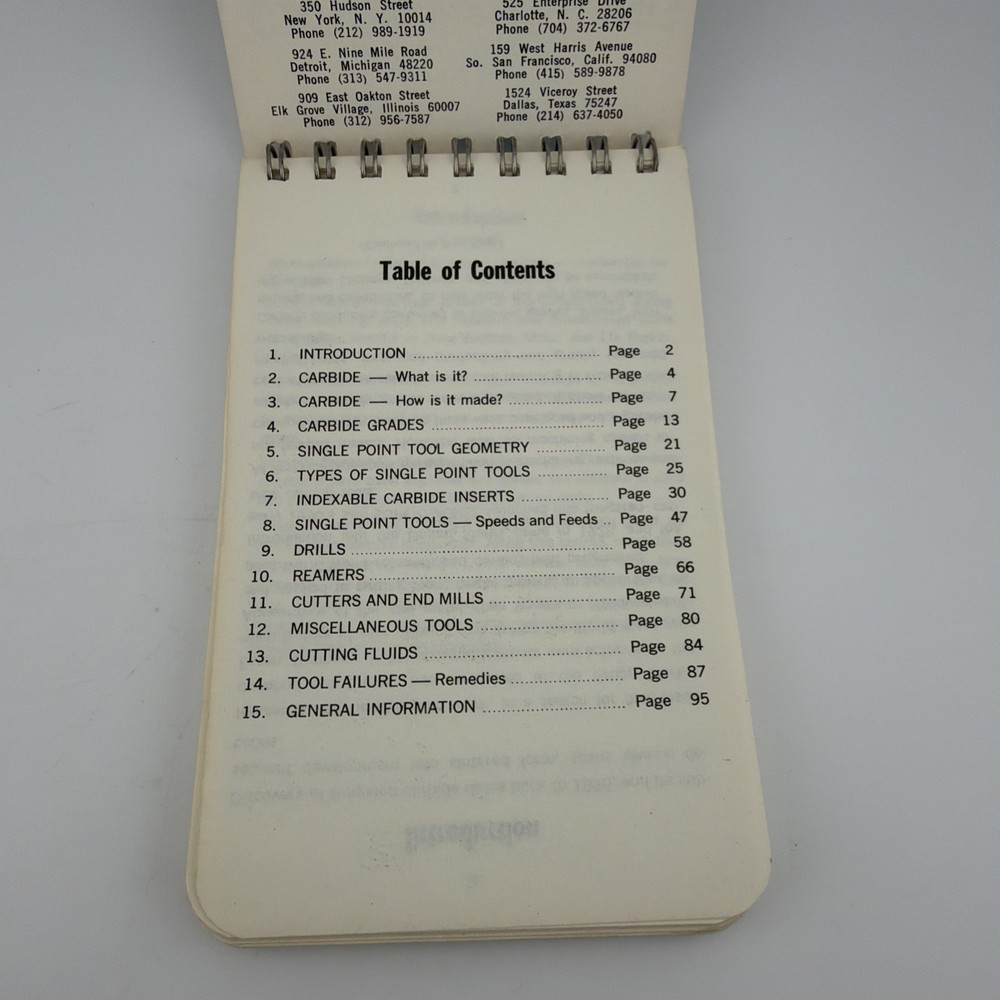 350 Hudson Street
New York, N. Y. 10014
Phone (212) 989-1919
924 E. Nine Mile Road
Detroit, Michigan 48220
Phone (313) 547-9311
909 East Oakton Street
Elk Grove Village, Illinois 60007
Phone (312) 956-7587
525 Enterprise Drive
Charlotte, N. C. 28206
Phone (704) 372-6767
159 West Harris Avenue
So. San Francisco, Calif. 94080
Phone (415) 589-9878
1524 Viceroy Street
Dallas, Texas 75247
Phone (214) 637-4050
Table of Contents
1. INTRODUCTION ........ Page 2
2. CARBIDE — What is it? ........ Page 4
3. CARBIDE — How is it made? ........ Page 7
4. CARBIDE GRADES ........ Page 13
5. SINGLE POINT TOOL GEOMETRY ........ Page 21
6. TYPES OF SINGLE POINT TOOLS ........ Page 25
7. INDEXABLE CARBIDE INSERTS ........ Page 30
8. SINGLE POINT TOOLS — Speeds and Feeds .. Page 47
9. DRILLS ........ Page 58
10. REAMERS ........ Page 66
11. CUTTERS AND END MILLS ........ Page 71
12. MISCELLANEOUS TOOLS ........ Page 80
13. CUTTING FLUIDS ........ Page 84
14. TOOL FAILURES — Remedies ........ Page 87
15. GENERAL INFORMATION ........ Page 95